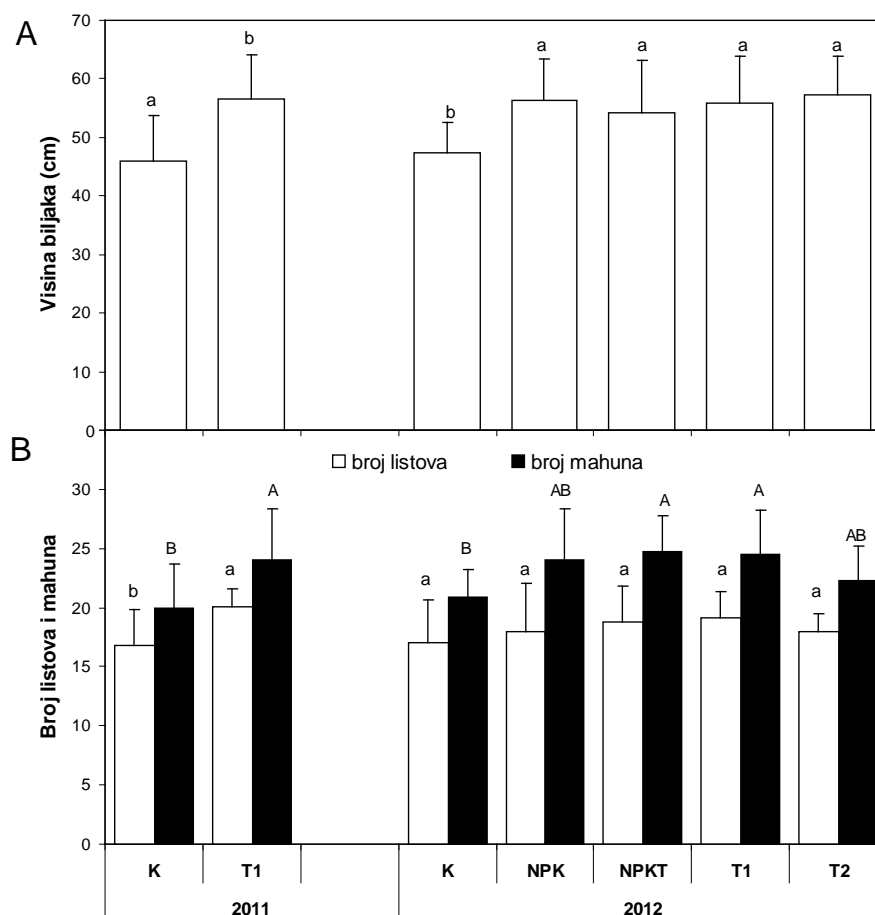 A
Visina biljaka (cm)
70
60
50
40
30
20
10
0
a
b
b
a
a
a
a
B
Broj listova i mahuna
broj listova
broj mahuna
30
25
20
15
10
5
0
b
B
a
A
a
B
a
AB
a
A
a
A
a
AB
K
T1
K
NPK
NPKT
T1
T2
2011
2012